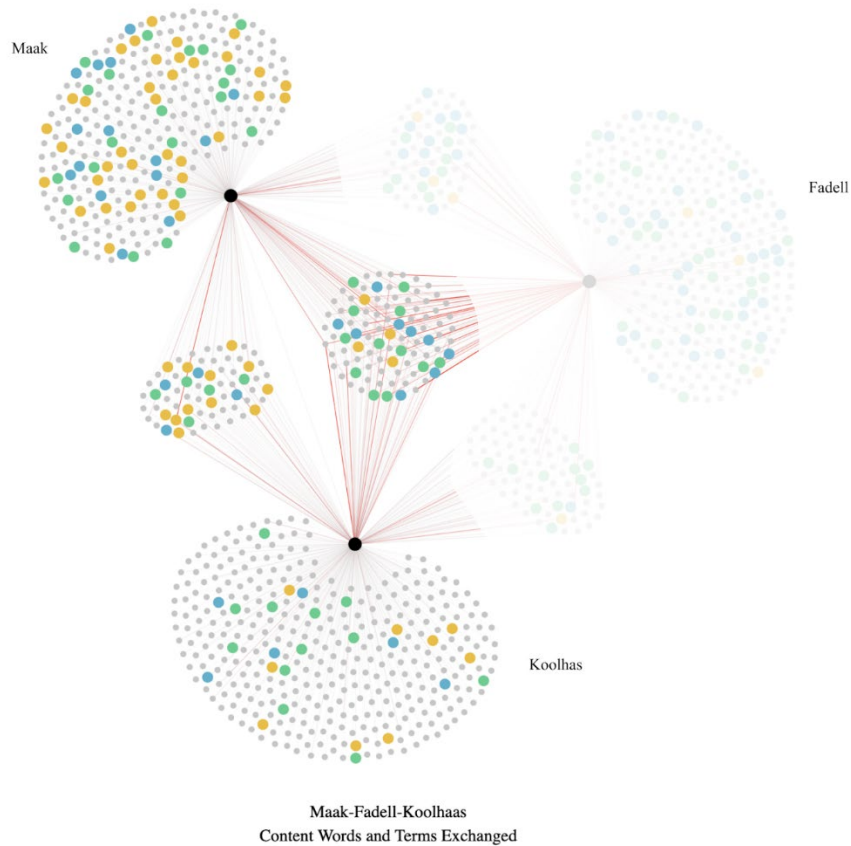 Maak
Fadell
Koolhas
Maak-Fadell-Koolhaas
Content Words and Terms Exchanged